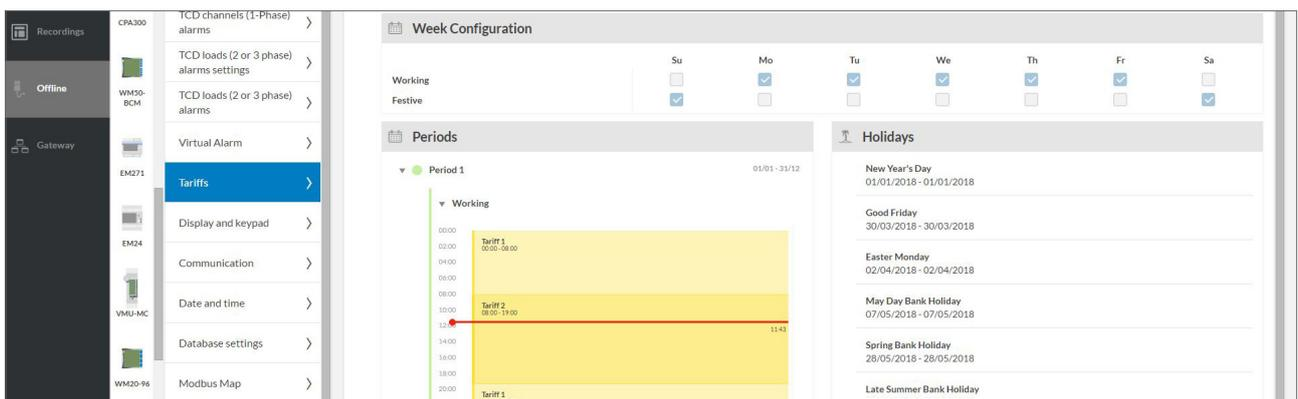 Recordings
Offline
Gateway
CPA300
WM50-
BCM
EM271
EM24
VMU-MC
WM20-96
TCD channels (1-Phase)
alarms
TCD loads (2 or 3 phase)
alarms settings
TCD loads (2 or 3 phase)
alarms
Virtual Alarm
Tariffs
Display and keypad
Communication
Date and time
Database settings
Modbus Map
Week Configuration
Su Mo Tu We Th Fr Sa
Working
Festive
Periods
Period 1 01/01 - 31/12
Working
00:00
02:00
04:00
06:00
08:00
10:00
14:00
16:00
18:00
20:00
Tariff 1
00:00 - 08:00
Tariff 2
08:00 - 19:00
11:43
Tariff 1
Holidays
New Year's Day
01/01/2018 - 01/01/2018
Good Friday
30/03/2018 - 30/03/2018
Easter Monday
02/04/2018 - 02/04/2018
May Day Bank Holiday
07/05/2018 - 07/05/2018
Spring Bank Holiday
28/05/2018 - 28/05/2018
Late Summer Bank Holiday